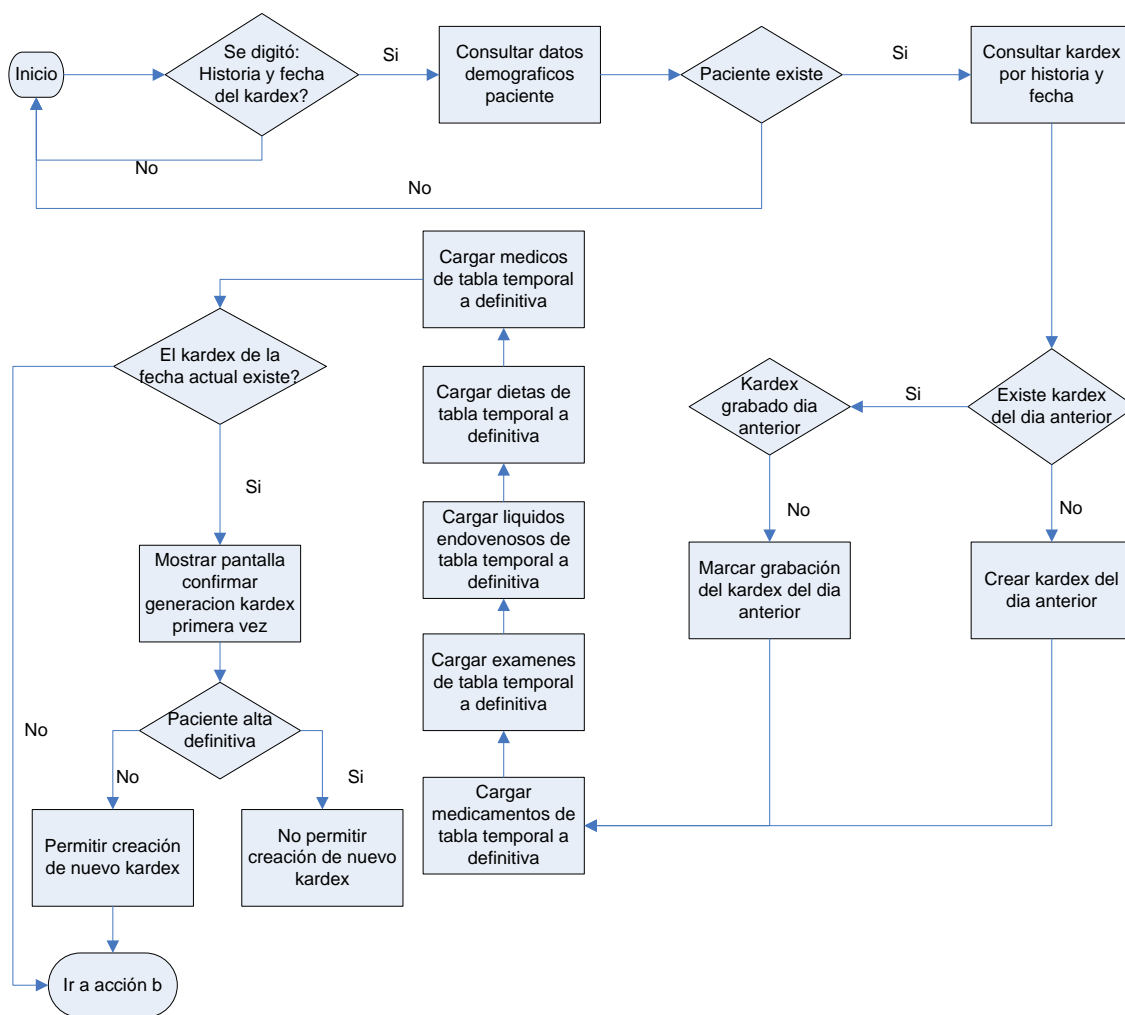 Inicio
Se digitó:
Historia y fecha
del kardex?
Si
Consultar datos
demograficos
paciente
Paciente existe
Si
Consultar kardex
por historia y
fecha
No
No
Cargar medicos
de tabla temporal
a definitiva
El kardex de la
fecha actual existe?
Cargar dietas de
tabla temporal a
definitiva
Kardex
grabado dia
anterior
Si
Existe kardex
del dia anterior
Si
Cargar liquidos
endovenosos de
tabla temporal a
definitiva
No
No
Mostrar pantalla
confirmar
generacion kardex
primera vez
Marcar grabación
del kardex del dia
anterior
Crear kardex del
dia anterior
Cargar examenes
de tabla temporal
a definitiva
Paciente alta
definitiva
No
No
Si
Cargar
medicamentos de
tabla temporal a
definitiva
Permitir creación
de nuevo kardex
No permitir
creación de nuevo
kardex
Ir a acción b